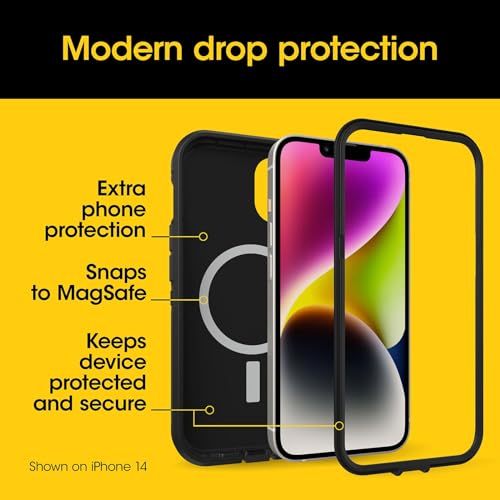 Modern drop protection
Extra
phone
protection
Snaps
to MagSafe
Keeps
device
protected
and secure
Shown on iPhone 14